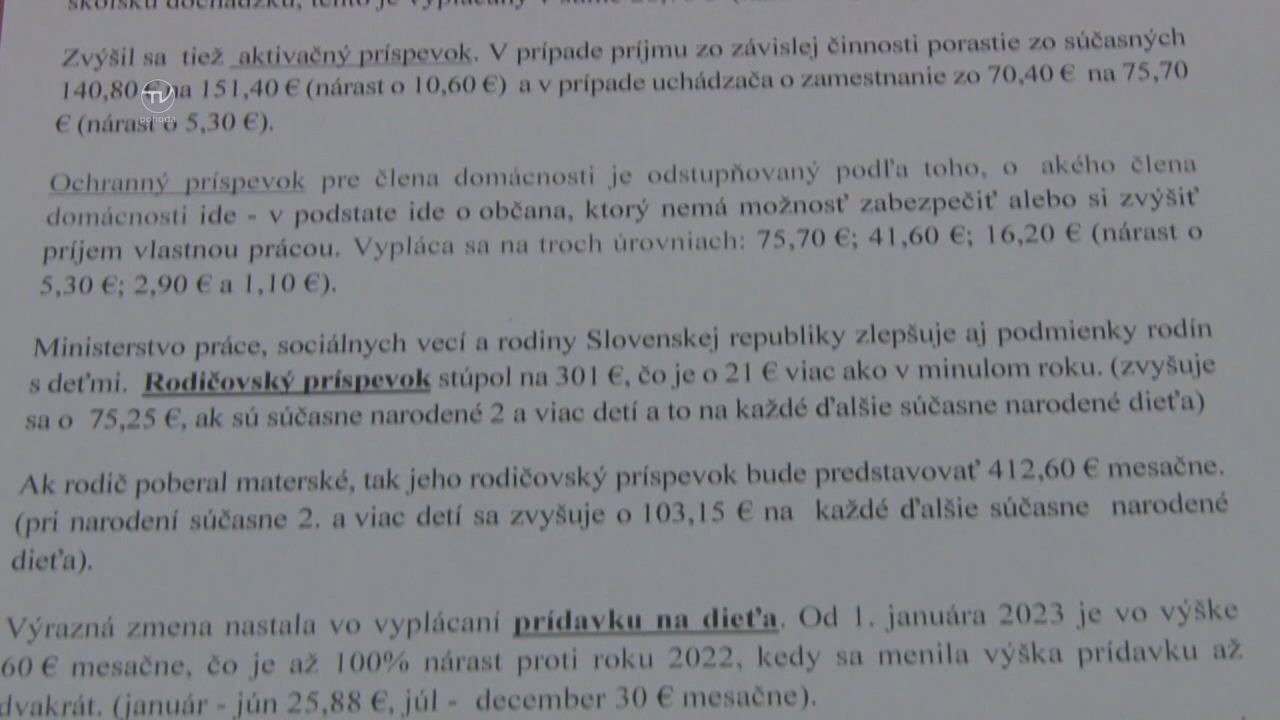 školskú dochádzku, tento je vyplácaný v sume
Zvýšil sa tiež aktivačný príspevok. V prípade príjmu zo závislej činnosti porastie zo súčasných
140,80 € na 151,40 € (nárast o 10,60 €) a v prípade uchádzača o zamestnanie zo 70,40 € na 75,70
€ (nárast o 5,30 €).
TV
pohoda
Ochranný príspevok pre člena domácnosti je odstupňovaný podľa toho, o akého člena
domácnosti ide - v podstate ide o občana, ktorý nemá možnosť zabezpečiť alebo si zvýšiť
príjem vlastnou prácou. Vypláca sa na troch úrovniach: 75,70 €; 41,60 €; 16,20 € (nárast o
5,30 €; 2,90 € a 1,10 €).
Ministerstvo práce, sociálnych vecí a rodiny Slovenskej republiky zlepšuje aj podmienky rodín
s deťmi. Rodičovský príspevok stúpol na 301 €, čo je o 21 € viac ako v minulom roku. (zvyšuje
sa o 75,25 €, ak sú súčasne narodené 2 a viac detí a to na každé ďalšie súčasne narodené dieťa)
Ak rodič poberal materské, tak jeho rodičovský príspevok bude predstavovať 412,60 € mesačne.
(pri narodení súčasne 2. a viac detí sa zvyšuje o 103,15 € na každé ďalšie súčasne narodené
dieťa).
Výrazná zmena nastala vo vyplácaní prídavku na dieťa. Od 1. januára 2023 je vo výške
60 € mesačne, čo je až 100% nárast proti roku 2022, kedy sa menila výška prídavku až
dvakrát. (január - jún 25,88 €, júl - december 30 € mesačne).